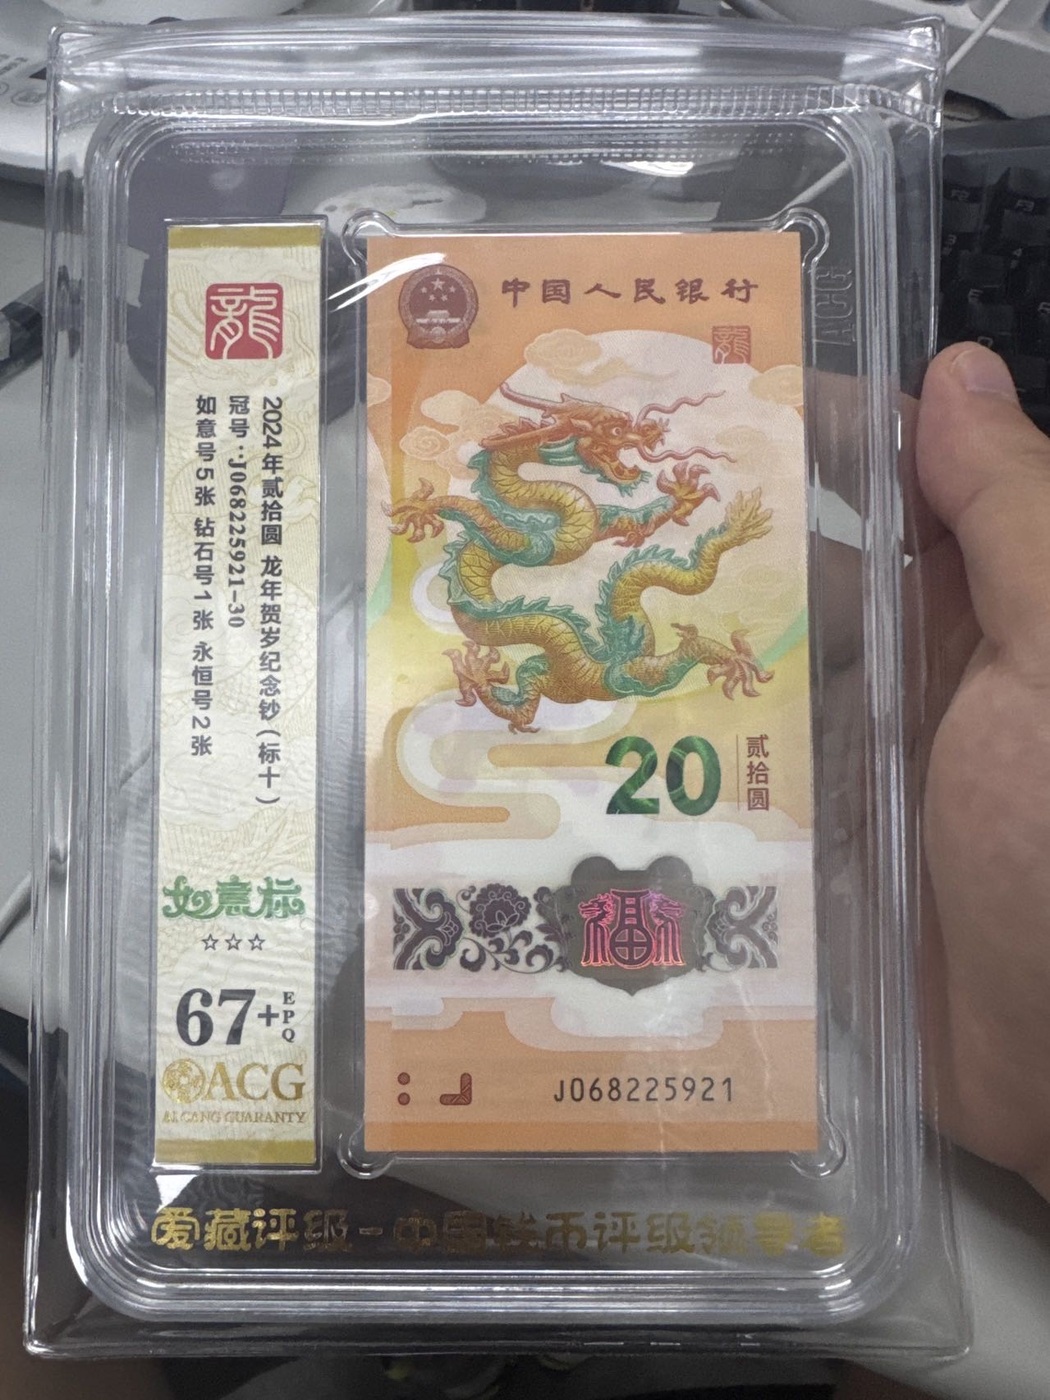 龍
2024年贰拾圆 龙年贺岁纪念钞(标十)
冠号:J068225921-30
如意号5张 钻石号1张 永恒号2张
如意标
☆☆☆
67+EPQ
ACG
AI CANG GUARANTY
中国人民银行
龍
20
贰拾圆
福
J068225921
ACG
爱藏评级-中国钱币评级领导者